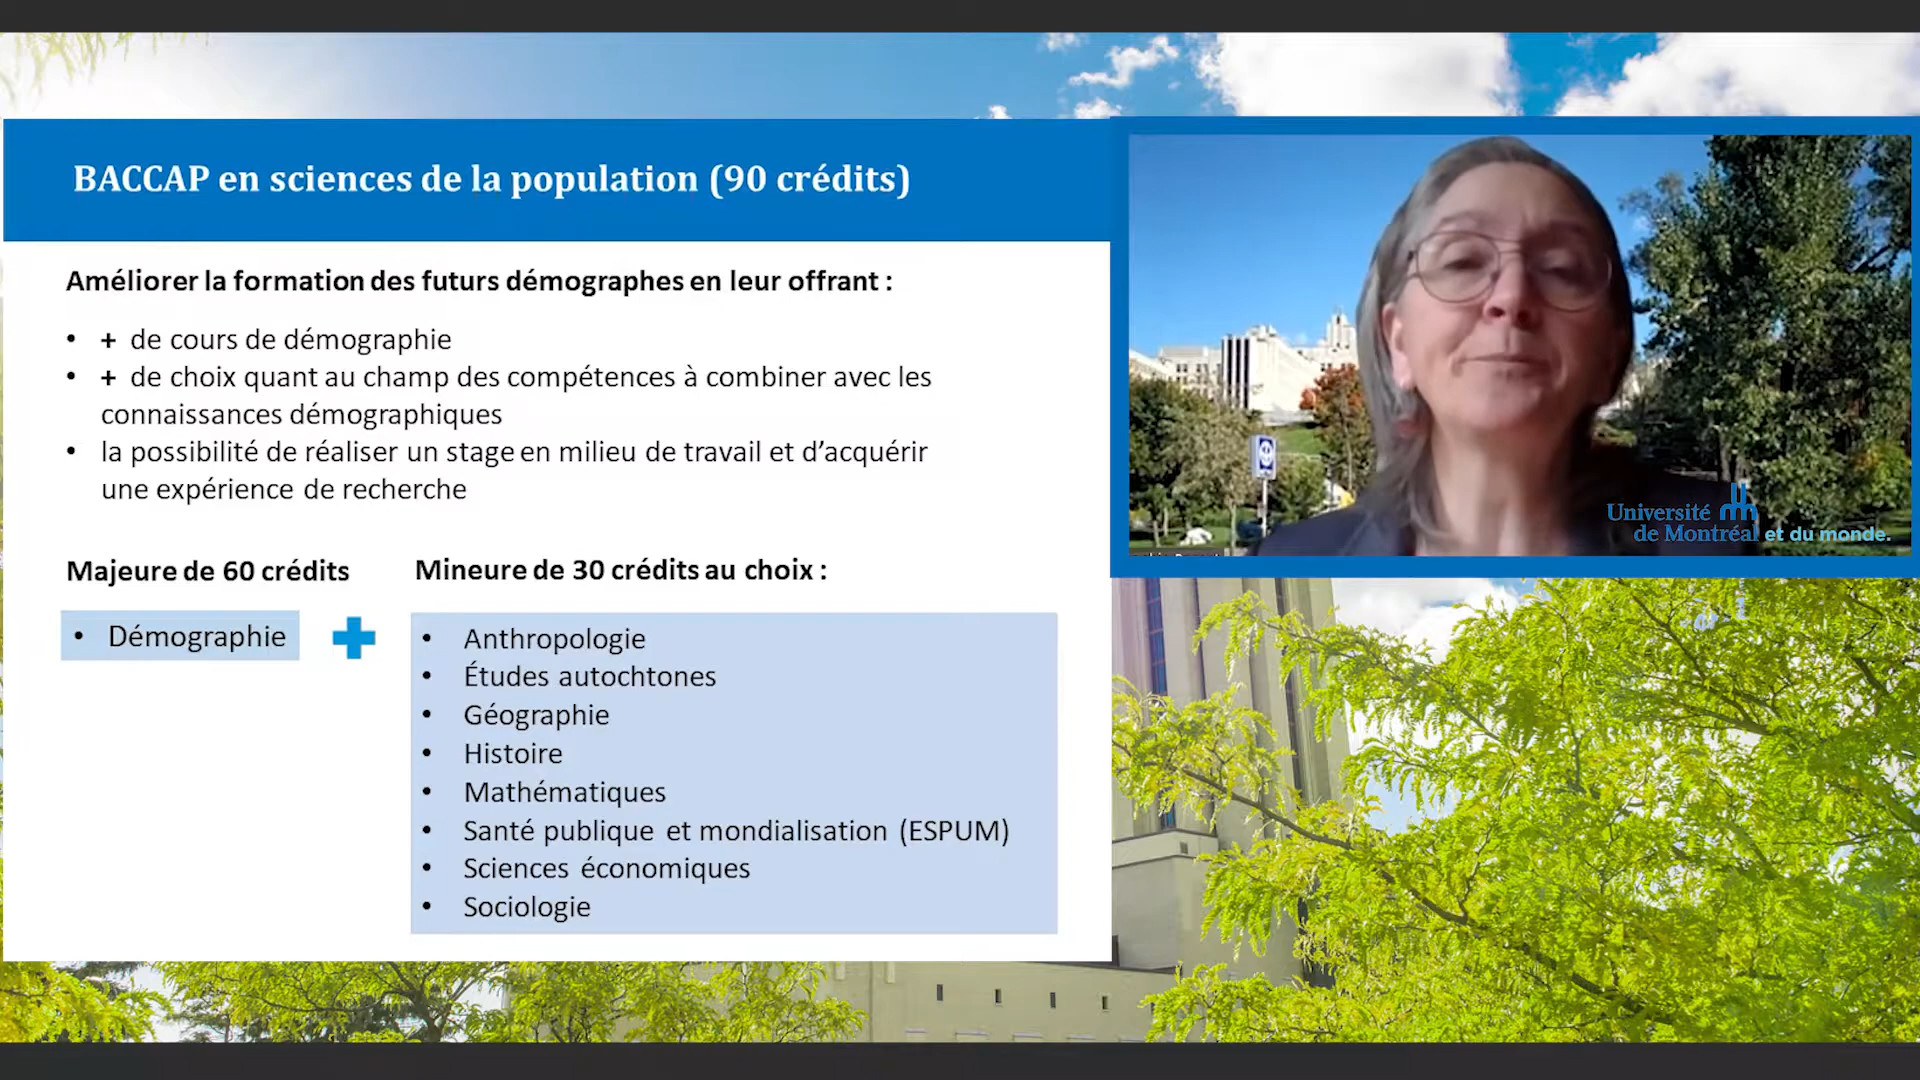 BACCAP en sciences de la population (90 crédits)
Améliorer la formation des futurs démographes en leur offrant :
• + de cours de démographie
• + de choix quant au champ des compétences à combiner avec les
connaissances démographiques
• la possibilité de réaliser un stage en milieu de travail et d’acquérir
une expérience de recherche
Majeure de 60 crédits
• Démographie
Mineure de 30 crédits au choix :
• Anthropologie
• Études autochtones
• Géographie
• Histoire
• Mathématiques
• Santé publique et mondialisation (ESPUM)
• Sciences économiques
• Sociologie
Université
de Montréal et du monde.